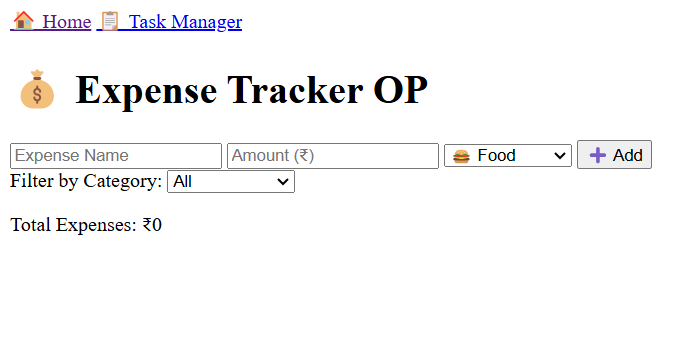 🏠 Home 📋 Task Manager
💰 Expense Tracker OP
Expense Name Amount (₹) 🍔 Food ➕ Add
Filter by Category: All
Total Expenses: ₹0